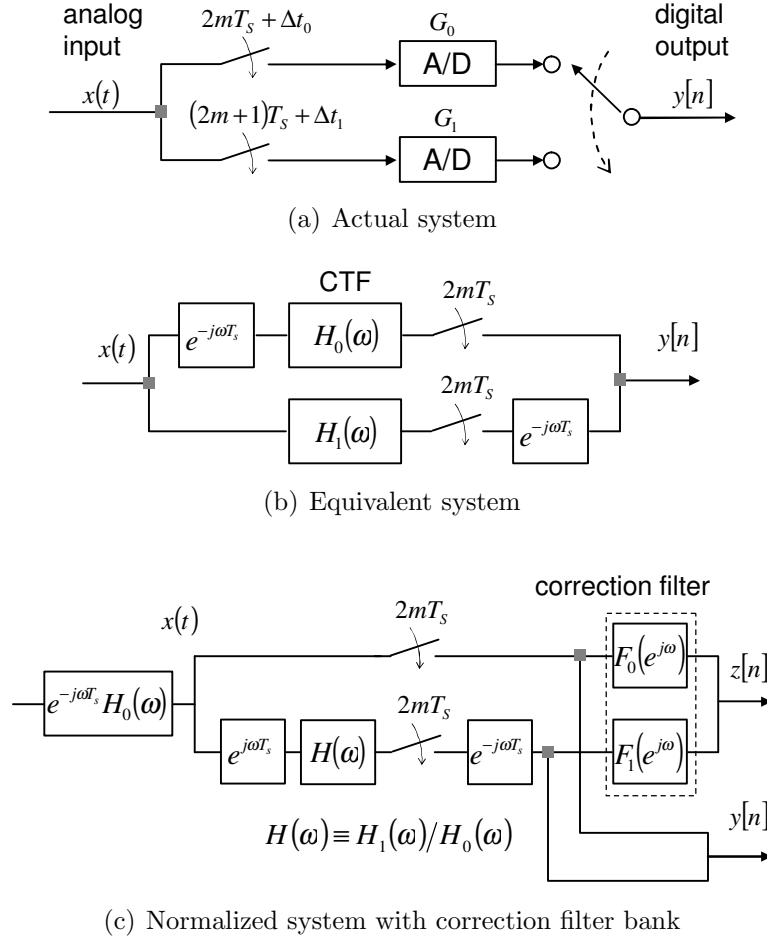 analog
input
2mT_S + Δt_0
G_0
digital
output
A/D
x(t)
y[n]
(2m+1)T_S + Δt_1
G_1
A/D
(a) Actual system
CTF
2mT_S
x(t)
e^{-jωT_s}
H_0(ω)
y[n]
2mT_S
H_1(ω)
e^{-jωT_s}
(b) Equivalent system
correction filter
x(t)
2mT_S
F_0(e^{jω})
z[n]
e^{-jωT_s} H_0(ω)
2mT_S
e^{jωT_s}
H(ω)
e^{-jωT_s}
F_1(e^{jω})
y[n]
H(ω) ≡ H_1(ω)/H_0(ω)
(c) Normalized system with correction filter bank